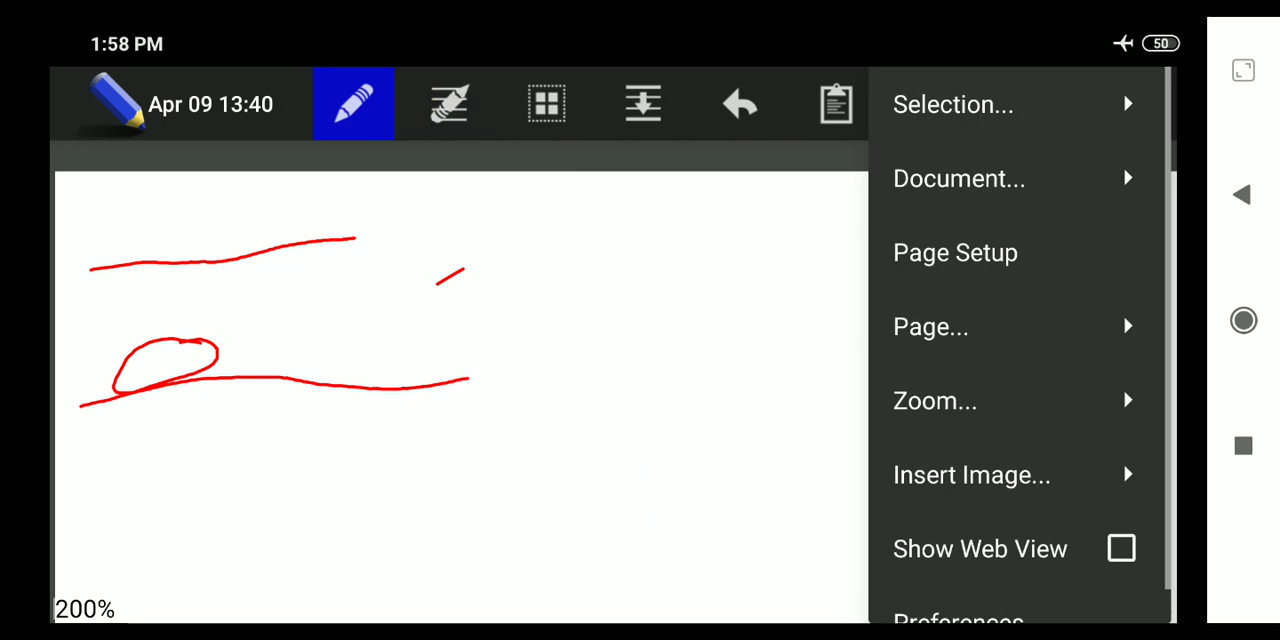 1:58 PM
50
Apr 09 13:40
Selection...
Document...
Page Setup
Page...
Zoom...
Insert Image...
Show Web View
Preferences
200%